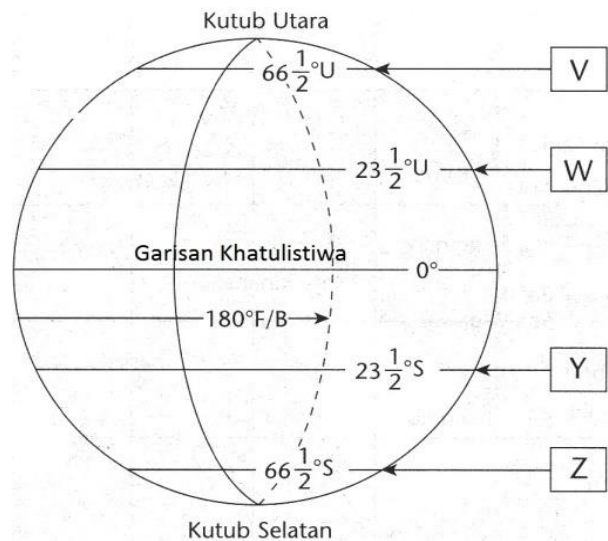 Kutub Utara
66 1/2 °U
V
23 1/2 °U
W
Garisan Khatulistiwa
0°
180°F/B
23 1/2 °S
Y
66 1/2 °S
Z
Kutub Selatan